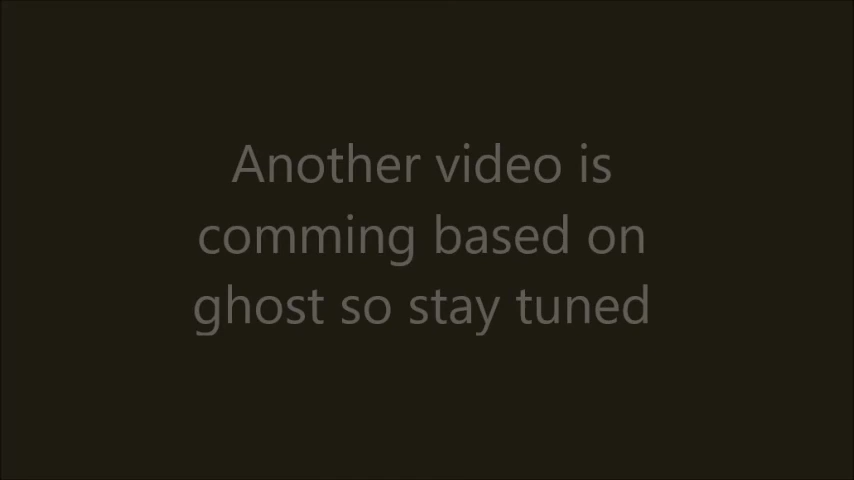 Another video is
comming based on
ghost so stay tuned